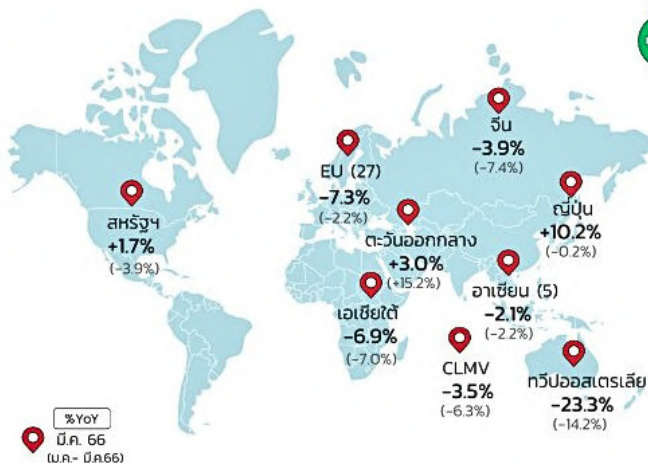 จีน
-3.9%
(-7.4%)
EU (27)
-7.3%
(-2.2%)
ญี่ปุ่น
+10.2%
(-0.2%)
สหรัฐฯ
+1.7%
(-3.9%)
ตะวันออกกลาง
+3.0%
(+15.2%)
อาเซียน (5)
-2.1%
(-2.2%)
เอเชียใต้
-6.9%
(-7.0%)
CLMV
-3.5%
(-6.3%)
ทวีปออสเตรเลีย
-23.3%
(-14.2%)
%YoY
มี.ค. 66
(ม.ค.- มี.ค.66)